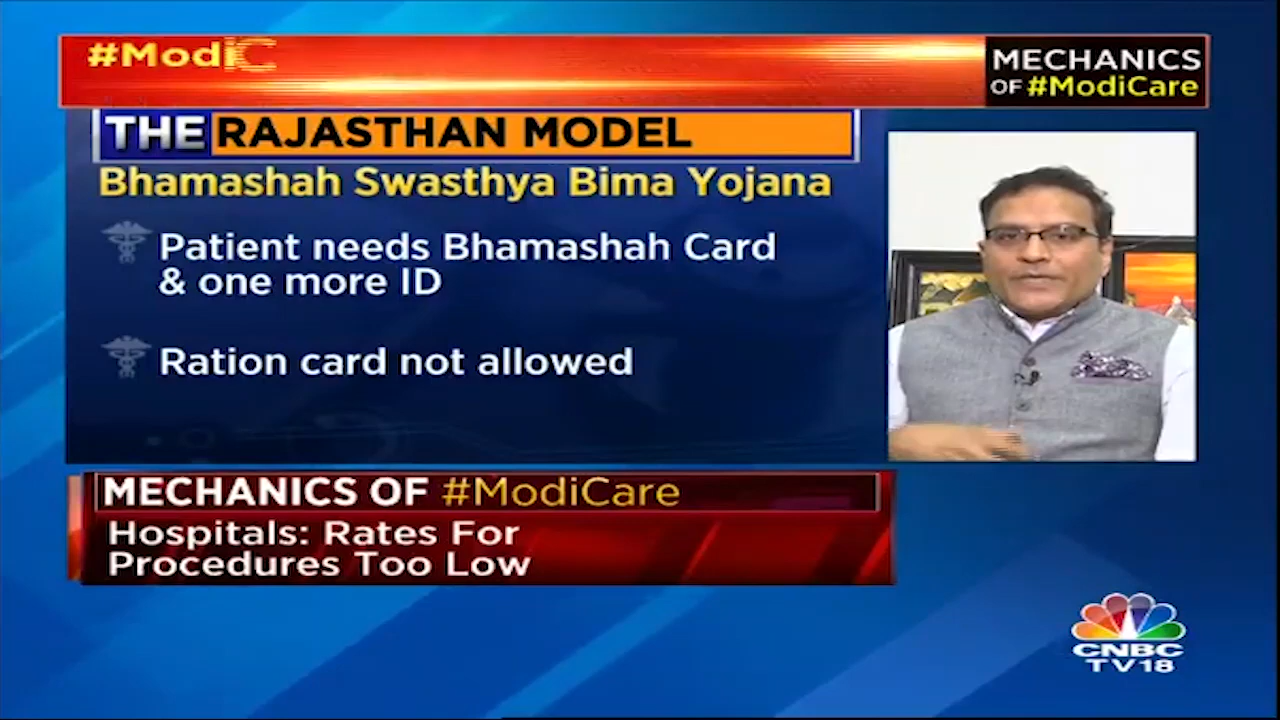 #ModiC
MECHANICS
OF #ModiCare
THE RAJASTHAN MODEL
Bhamashah Swasthya Bima Yojana
Patient needs Bhamashah Card
& one more ID
Ration card not allowed
MECHANICS OF #ModiCare
Hospitals: Rates For
Procedures Too Low
CNBC
TV18